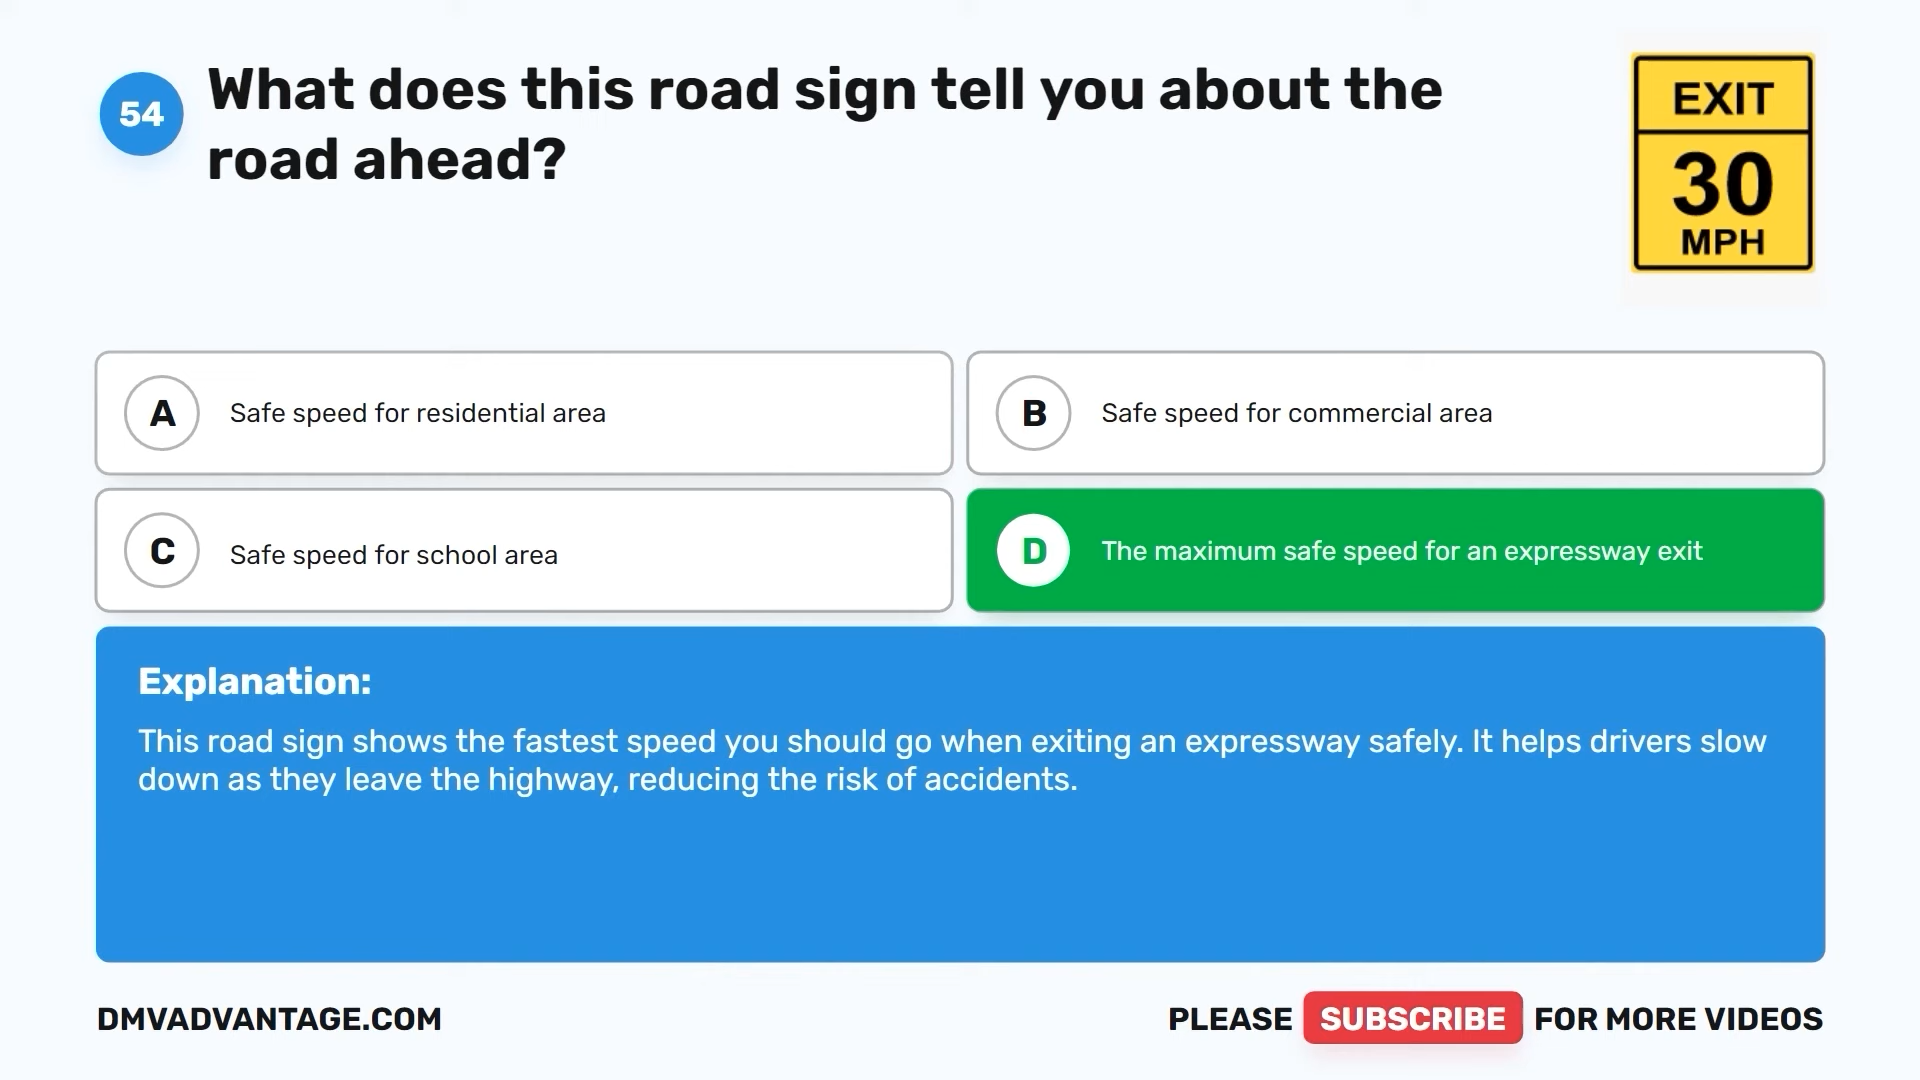 54
What does this road sign tell you about the
road ahead?
EXIT
30
MPH
A
Safe speed for residential area
B
Safe speed for commercial area
C
Safe speed for school area
D
The maximum safe speed for an expressway exit
Explanation:
This road sign shows the fastest speed you should go when exiting an expressway safely. It helps drivers slow
down as they leave the highway, reducing the risk of accidents.
DMVADVANTAGE.COM
PLEASE SUBSCRIBE FOR MORE VIDEOS